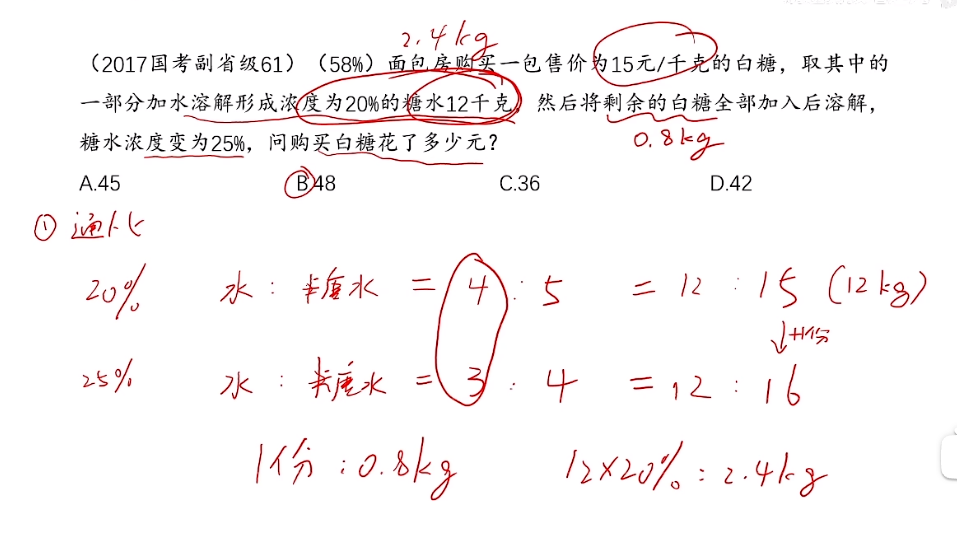 2.4kg
（2017国考副省级61）（58%）面包房购买一包售价为15元/千克的白糖，取其中的
一部分加水溶解形成浓度为20%的糖水12千克，然后将剩余的白糖全部加入后溶解，
0.8kg
糖水浓度变为25%，问购买白糖花了多少元？
A.45 B.48 C.36 D.42
① 通比
20% 水：糖水 = 4 : 5 = 12 : 15 (12kg)
↓+1份
25% 水：糖水 = 3 : 4 = 12 : 16
1份：0.8kg 12×20%：2.4kg